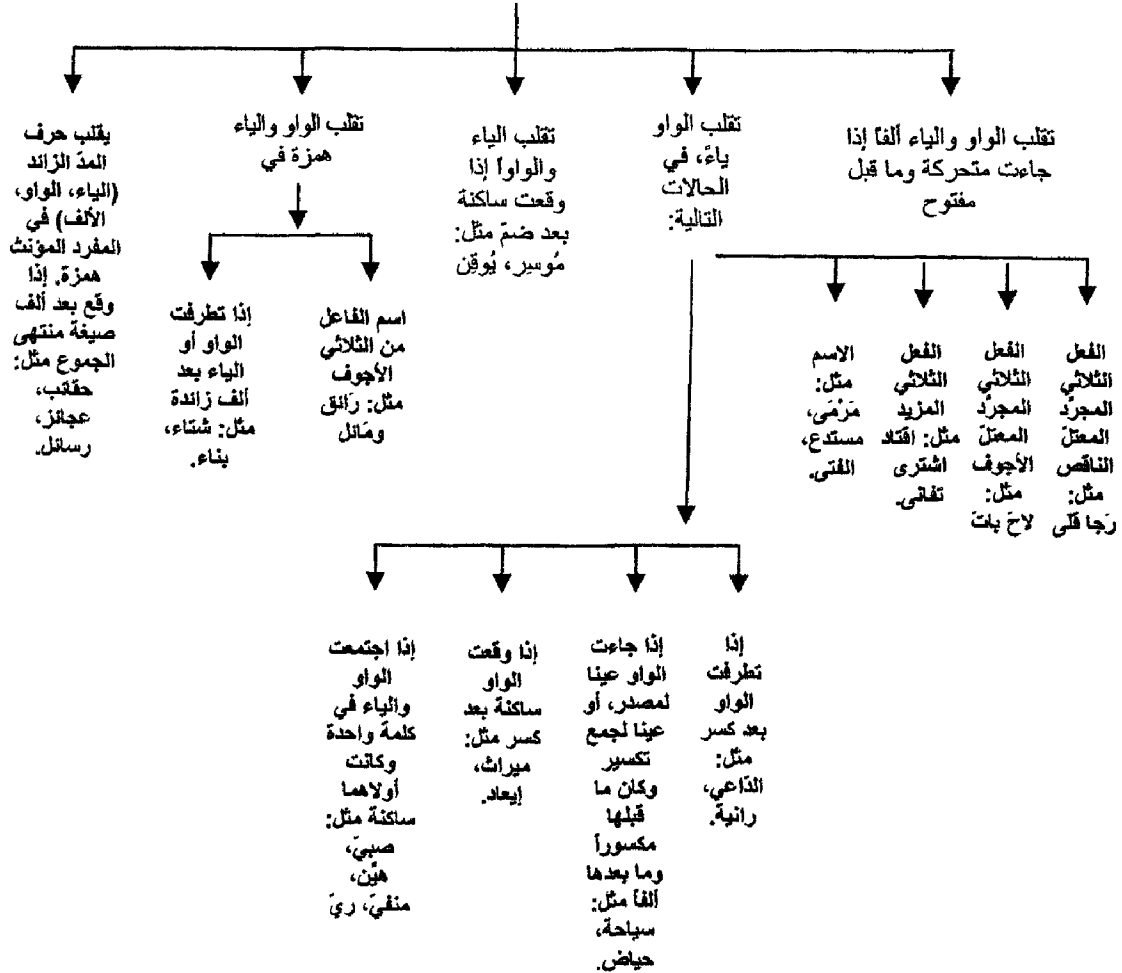 تقلب الواو والياء ألفاً إذا
جاءت متحركة وما قبل
مفتوح
تقلب الواو
ياءً، في
الحالات
التالية:
تقلب الياء
والواواً إذا
وقعت ساكنة
بعد ضمّ مثل:
مُوسِر، يُوقِن
تقلب الواو والياء
همزة في
يقلب حرف
المدّ الزائد
(الياء، الواو،
الألف) في
المفرد المؤنث
همزة. إذا
وقع بعد ألف
صيغة منتهى
الجموع مثل:
حقائب،
عجائز،
رسائل.
الفعل
الثلاثي
المجرَّد
المعتلّ
الناقص
مثل:
رَجا قلَى
الفعل
الثلاثي
المجرَّد
المعتلّ
الأجوف
مثل:
لاحَ باتَ
الفعل
الثلاثي
المزيد
مثل: اقتاد
اشترى
تفانى.
الاسم
مثل:
مَرْمَى،
مستدع،
الفتى.
اسم الفاعل
من الثلاثي
الأجوف
مثل: رَائق
ومَائل
إذا تطرفت
الواو أو
الياء بعد
ألف زائدة
مثل: شتاء،
بناء.
إذا
تطرفت
الواو
بعد كسر
مثل:
الدّاعي،
رانية.
إذا جاءت
الواو عينا
لمصدر، أو
عينا لجمع
تكسير
وكان ما
قبلها
مكسوراً
وما بعدها
ألفاً مثل:
سياحة،
حياض.
إذا وقعت
الواو
ساكنة بعد
كسر مثل:
ميراث،
إيعاد.
إذا اجتمعت
الواو
والياء في
كلمة واحدة
وكانت
أولاهما
ساكنة مثل:
صبيّ،
هيّن،
منفيّ، ريّ